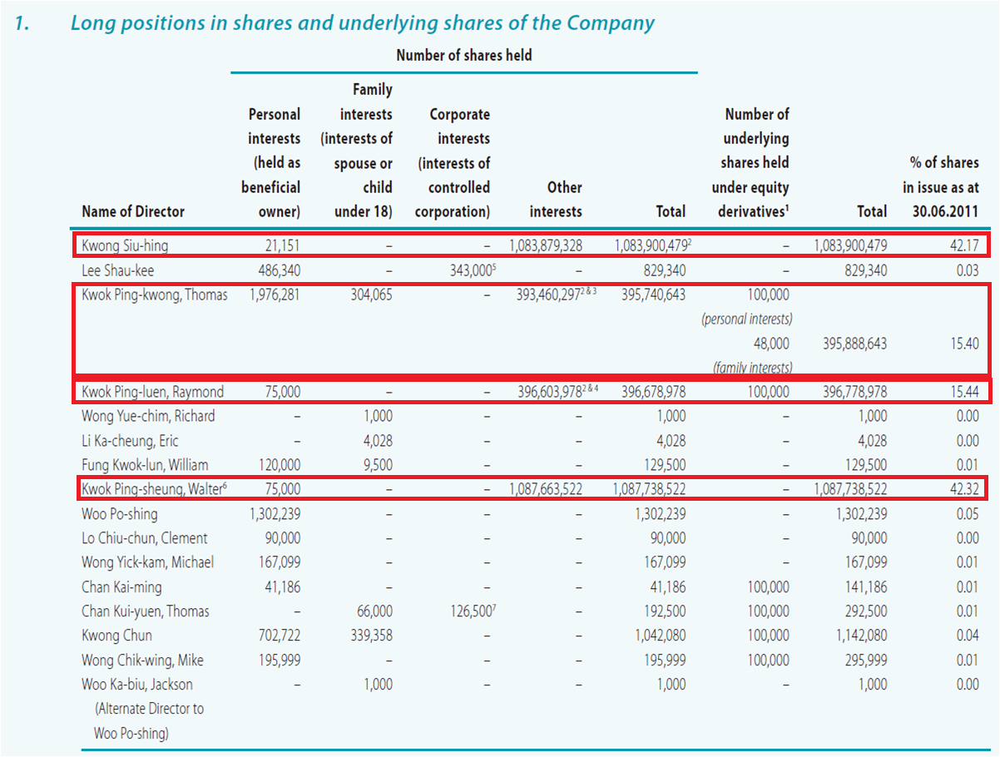 1. Long positions in shares and underlying shares of the Company
Number of shares held
Family
Personal interests Corporate Number of
interests (interests of interests underlying
(held as spouse or (interests of shares held % of shares
beneficial child controlled Other under equity in issue as at
Name of Director owner) under 18) corporation) interests Total derivatives¹ Total 30.06.2011
Kwong Siu-hing 21,151 – – 1,083,879,328 1,083,900,479² – 1,083,900,479 42.17
Lee Shau-kee 486,340 – 343,000⁵ – 829,340 – 829,340 0.03
Kwok Ping-kwong, Thomas 1,976,281 304,065 – 393,460,297²&³ 395,740,643 100,000
(personal interests)
48,000 395,888,643 15.40
(family interests)
Kwok Ping-luen, Raymond 75,000 – – 396,603,978²&⁴ 396,678,978 100,000 396,778,978 15.44
Wong Yue-chim, Richard – 1,000 – – 1,000 – 1,000 0.00
Li Ka-cheung, Eric – 4,028 – – 4,028 – 4,028 0.00
Fung Kwok-lun, William 120,000 9,500 – – 129,500 – 129,500 0.01
Kwok Ping-sheung, Walter⁶ 75,000 – – 1,087,663,522 1,087,738,522 – 1,087,738,522 42.32
Woo Po-shing 1,302,239 – – – 1,302,239 – 1,302,239 0.05
Lo Chiu-chun, Clement 90,000 – – – 90,000 – 90,000 0.00
Wong Yick-kam, Michael 167,099 – – – 167,099 – 167,099 0.01
Chan Kai-ming 41,186 – – – 41,186 100,000 141,186 0.01
Chan Kui-yuen, Thomas – 66,000 126,500⁷ – 192,500 100,000 292,500 0.01
Kwong Chun 702,722 339,358 – – 1,042,080 100,000 1,142,080 0.04
Wong Chik-wing, Mike 195,999 – – – 195,999 100,000 295,999 0.01
Woo Ka-biu, Jackson – 1,000 – – 1,000 – 1,000 0.00
(Alternate Director to
Woo Po-shing)